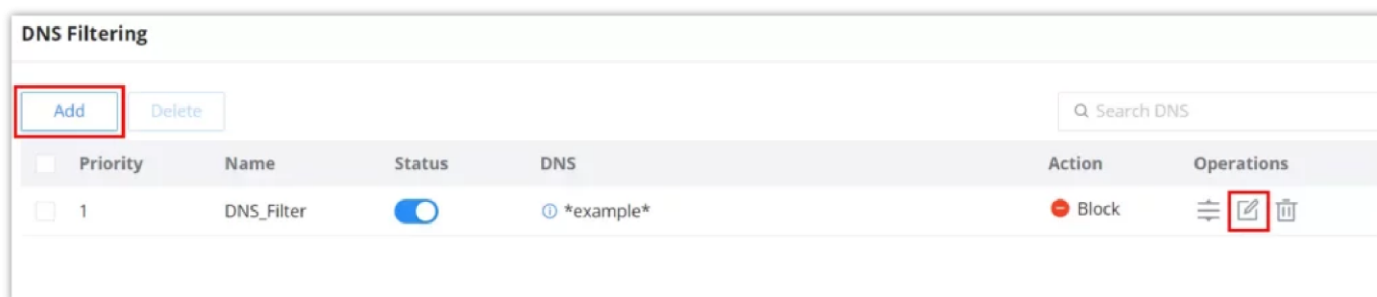 DNS Filtering
Add Delete Search DNS
Priority Name Status DNS Action Operations
1 DNS_Filter *example* Block